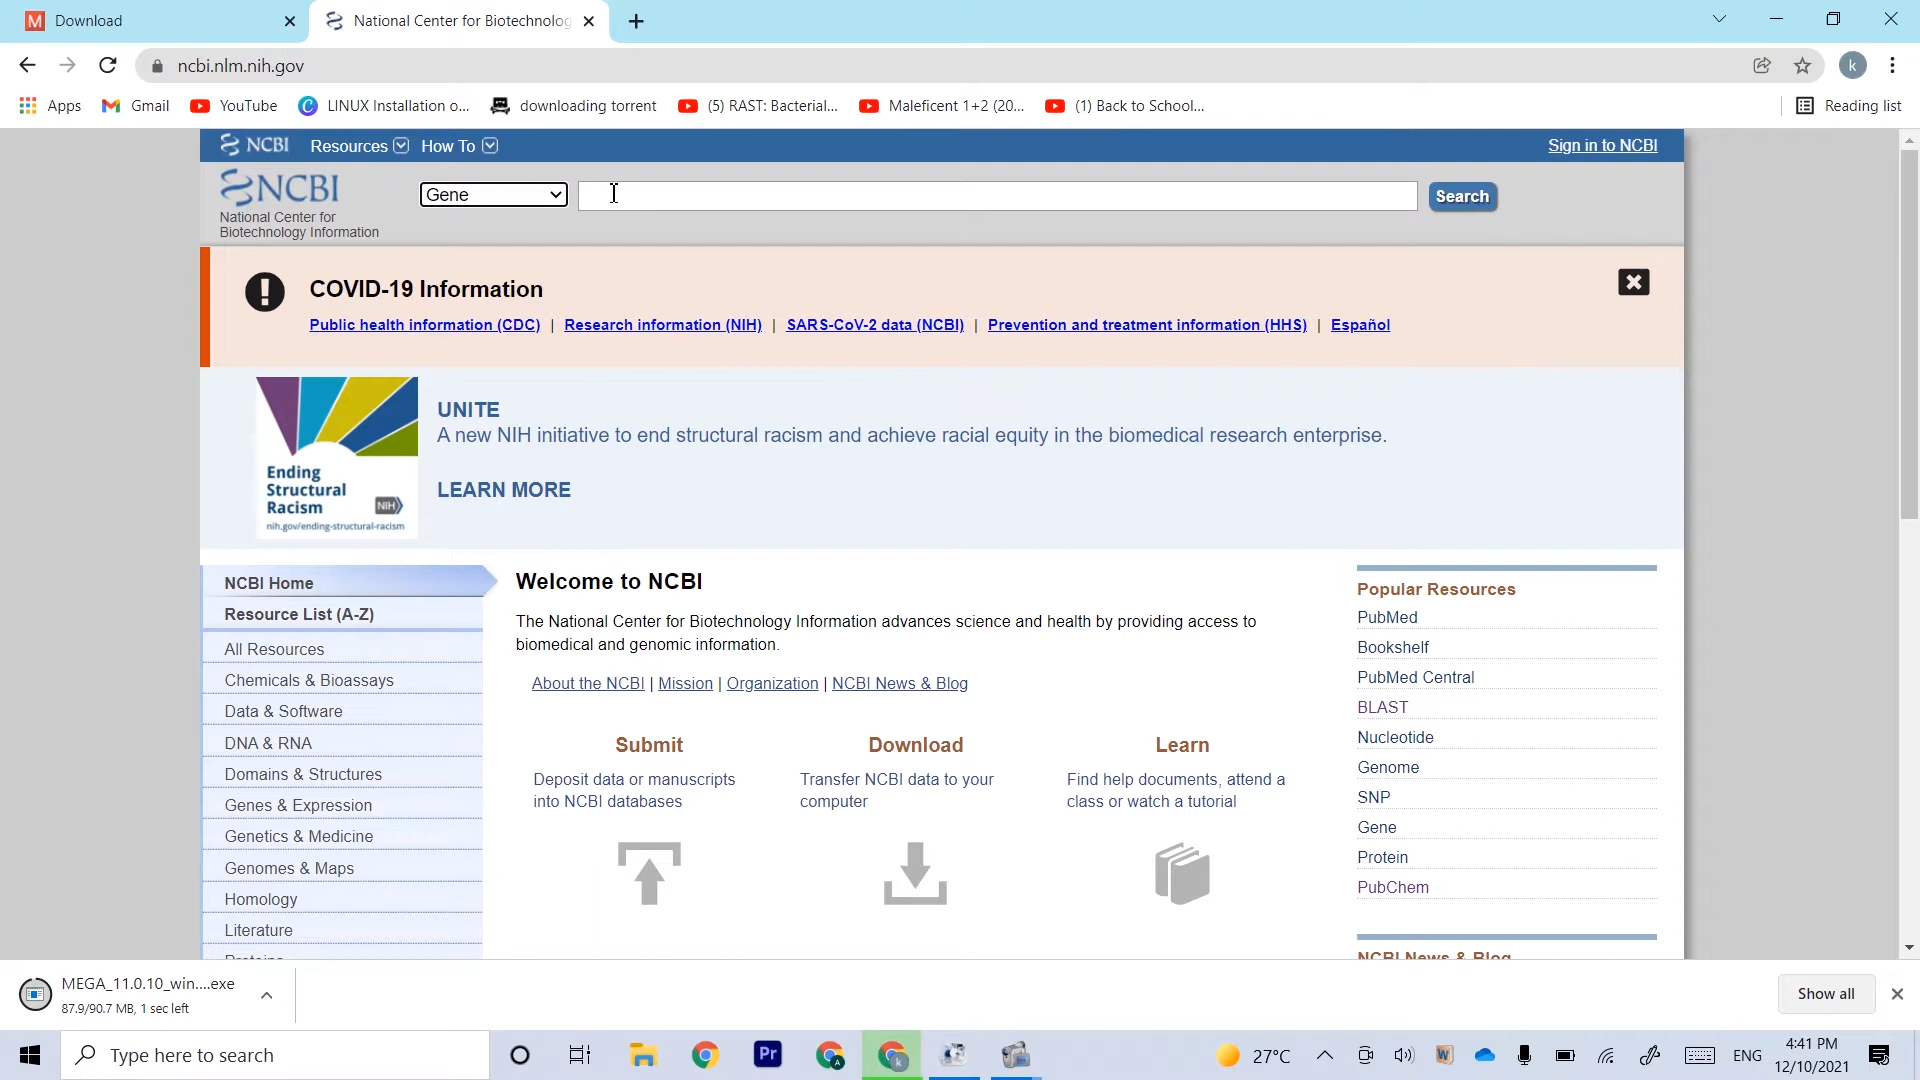 Download
National Center for Biotechnolog
ncbi.nlm.nih.gov
k
Apps
Gmail
YouTube
LINUX Installation o...
downloading torrent
(5) RAST: Bacterial...
Maleficent 1+2 (20...
(1) Back to School...
Reading list
NCBI
Resources
How To
Sign in to NCBI
NCBI
National Center for
Biotechnology Information
Gene
Search
COVID-19 Information
Public health information (CDC) | Research information (NIH) | SARS-CoV-2 data (NCBI) | Prevention and treatment information (HHS) | Español
Ending
Structural
Racism
NIH
nih.gov/ending-structural-racism
UNITE
A new NIH initiative to end structural racism and achieve racial equity in the biomedical research enterprise.
LEARN MORE
NCBI Home
Resource List (A-Z)
All Resources
Chemicals & Bioassays
Data & Software
DNA & RNA
Domains & Structures
Genes & Expression
Genetics & Medicine
Genomes & Maps
Homology
Literature
Proteins
Welcome to NCBI
The National Center for Biotechnology Information advances science and health by providing access to
biomedical and genomic information.
About the NCBI | Mission | Organization | NCBI News & Blog
Submit
Deposit data or manuscripts
into NCBI databases
Download
Transfer NCBI data to your
computer
Learn
Find help documents, attend a
class or watch a tutorial
Popular Resources
PubMed
Bookshelf
PubMed Central
BLAST
Nucleotide
Genome
SNP
Gene
Protein
PubChem
NCBI News & Blog
MEGA_11.0.10_win....exe
87.9/90.7 MB, 1 sec left
Show all
Type here to search
27°C
ENG
4:41 PM
12/10/2021